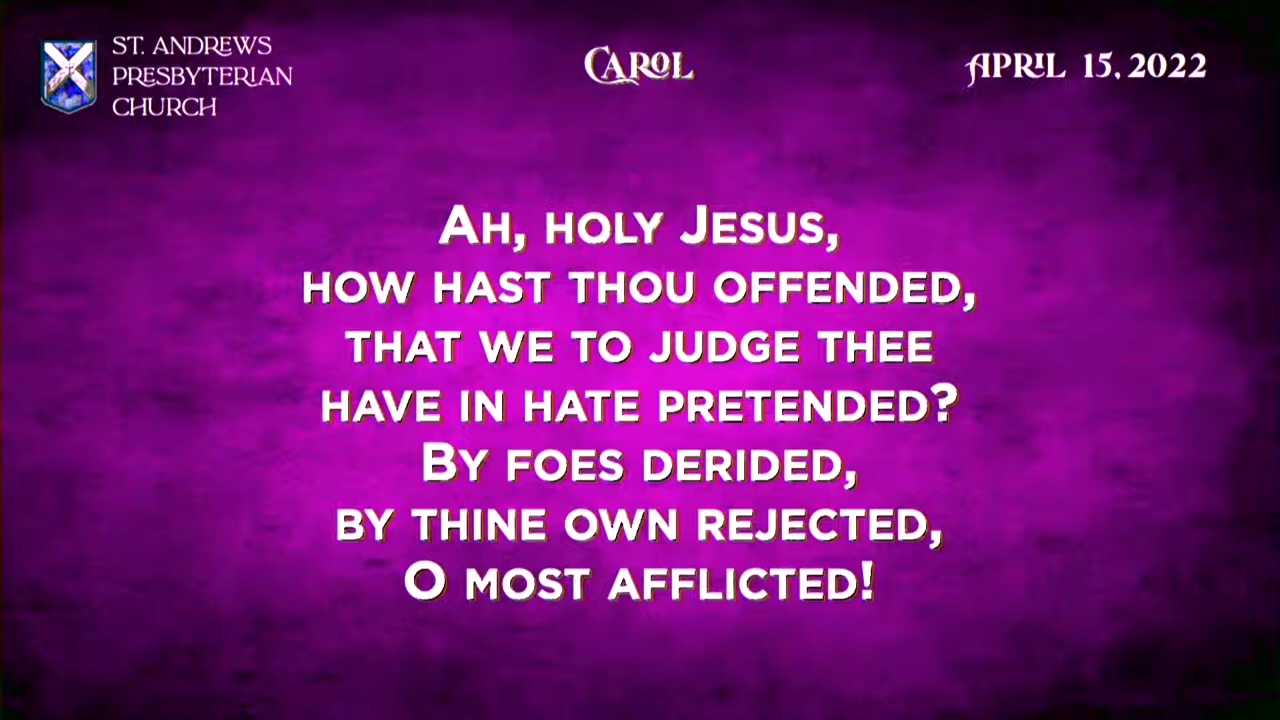 ST. ANDREWS
PRESBYTERIAN
CHURCH
CAROL
APRIL 15, 2022
AH, HOLY JESUS,
HOW HAST THOU OFFENDED,
THAT WE TO JUDGE THEE
HAVE IN HATE PRETENDED?
BY FOES DERIDED,
BY THINE OWN REJECTED,
O MOST AFFLICTED!